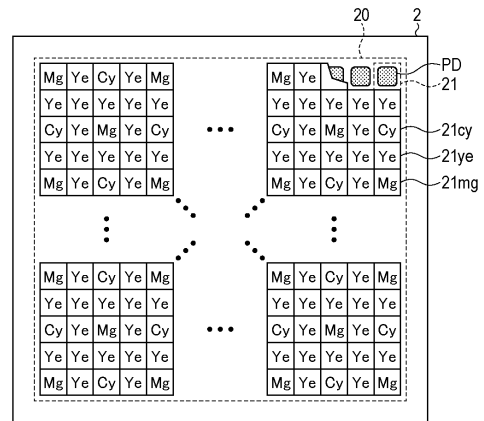 20 2
Mg Ye Cy Ye Mg Mg Ye PD
21
Ye Ye Ye Ye Ye Ye Ye Ye Ye Ye
Cy Ye Mg Ye Cy Cy Ye Mg Ye Cy 21cy
Ye Ye Ye Ye Ye Ye Ye Ye Ye Ye 21ye
Mg Ye Cy Ye Mg Mg Ye Cy Ye Mg 21mg
Mg Ye Cy Ye Mg Mg Ye Cy Ye Mg
Ye Ye Ye Ye Ye Ye Ye Ye Ye Ye
Cy Ye Mg Ye Cy Cy Ye Mg Ye Cy
Ye Ye Ye Ye Ye Ye Ye Ye Ye Ye
Mg Ye Cy Ye Mg Mg Ye Cy Ye Mg